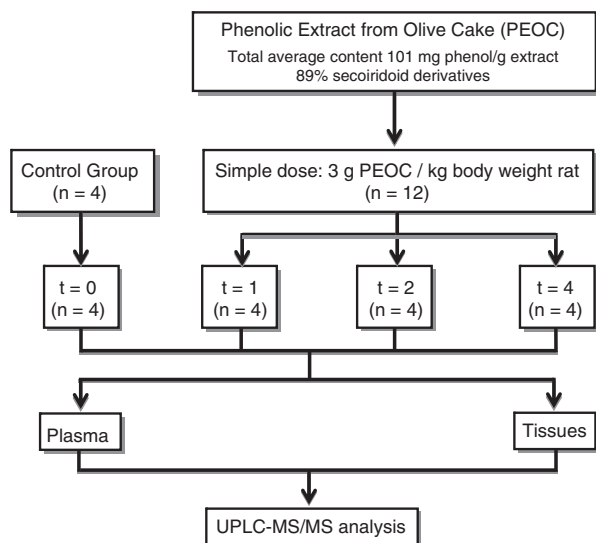 Phenolic Extract from Olive Cake (PEOC)
Total average content 101 mg phenol/g extract
89% secoiridoid derivatives
Control Group
(n = 4)
Simple dose: 3 g PEOC / kg body weight rat
(n = 12)
t = 0
(n = 4)
t = 1
(n = 4)
t = 2
(n = 4)
t = 4
(n = 4)
Plasma
Tissues
UPLC-MS/MS analysis